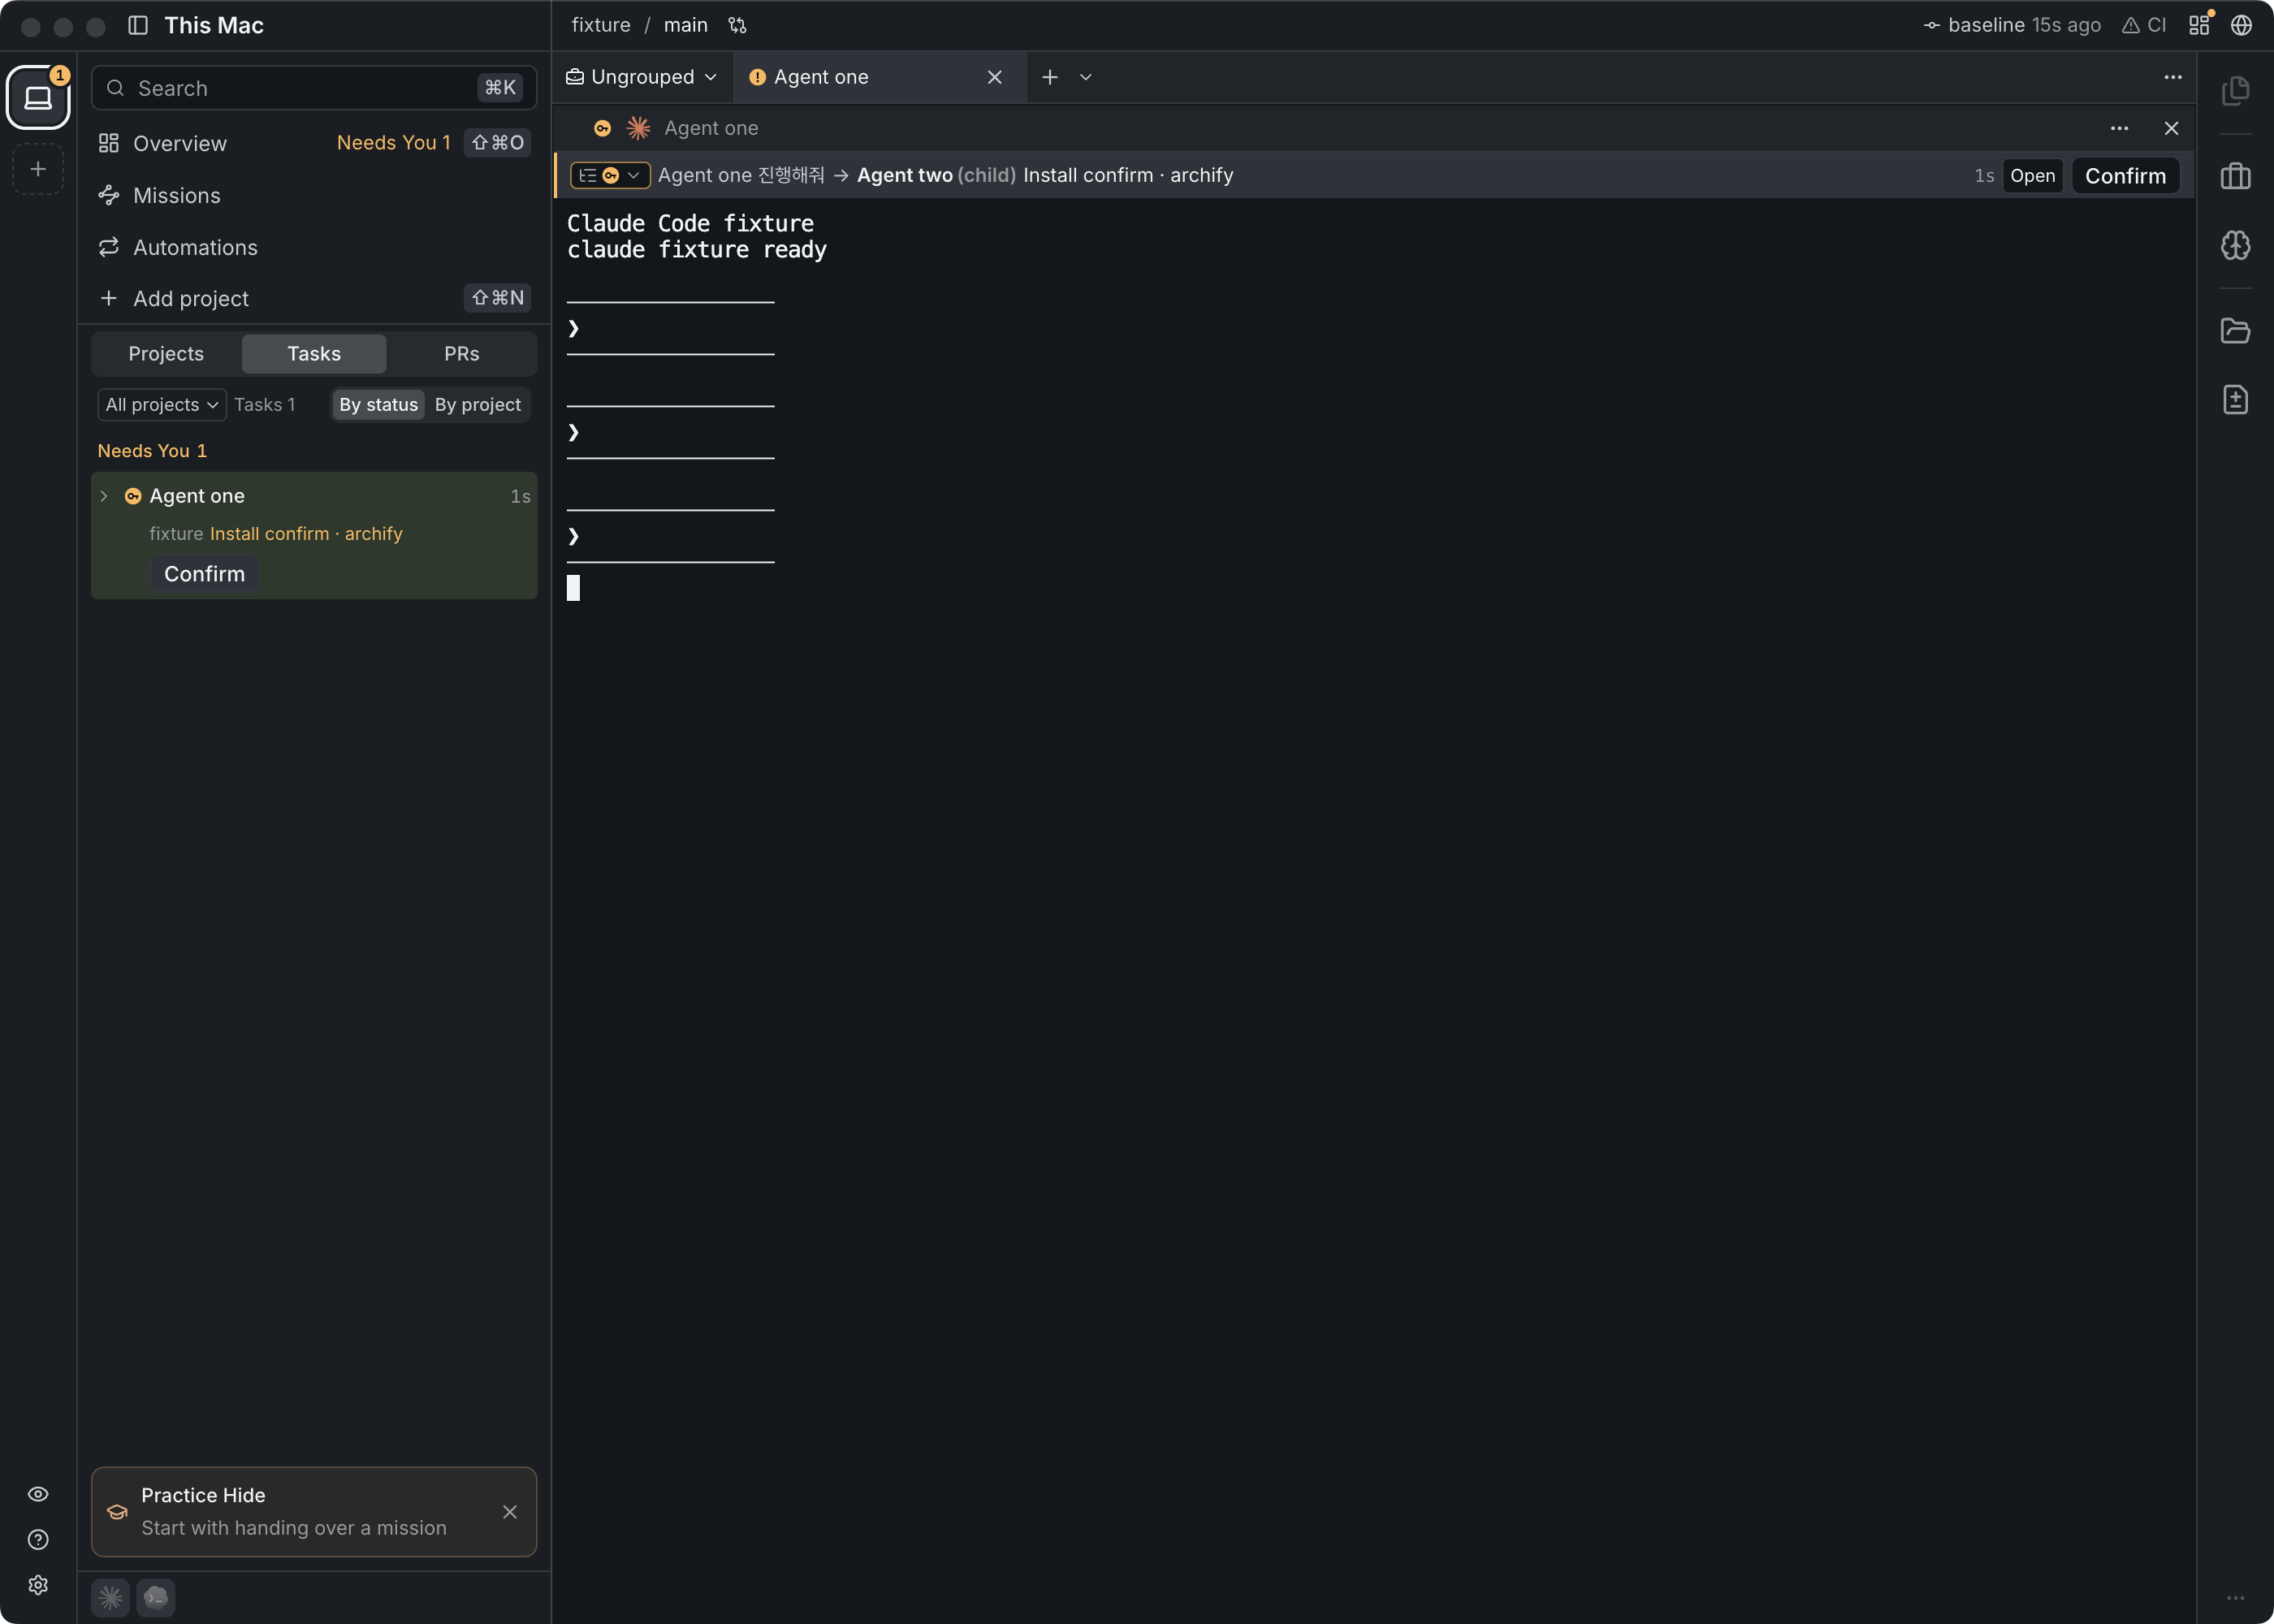 This Mac
fixture / main
baseline 15s ago CI
1
Search ⌘K
Overview Needs You 1 ⇧⌘O
Missions
Automations
Add project ⇧⌘N
Projects Tasks PRs
All projects Tasks 1 By status By project
Needs You 1
Agent one 1s
fixture Install confirm · archify
Confirm
Practice Hide
Start with handing over a mission
Ungrouped Agent one
Agent one
Agent one 진행해줘 → Agent two (child) Install confirm · archify 1s Open Confirm
Claude Code fixture
claude fixture ready
❯
❯
❯